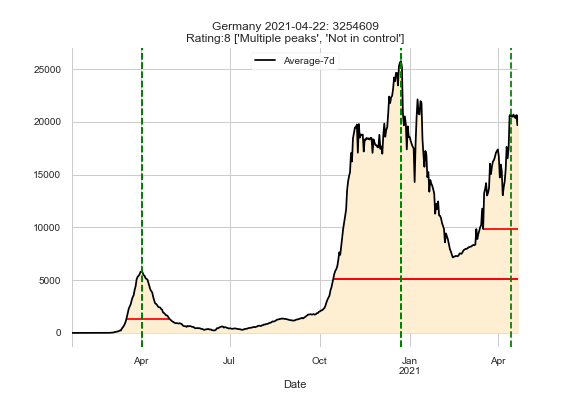 Germany 2021-04-22: 3254609
Rating:8 ['Multiple peaks', 'Not in control']
Average-7d
25000
20000
15000
10000
5000
0
Apr
Jul
Oct
Jan
2021
Apr
Date